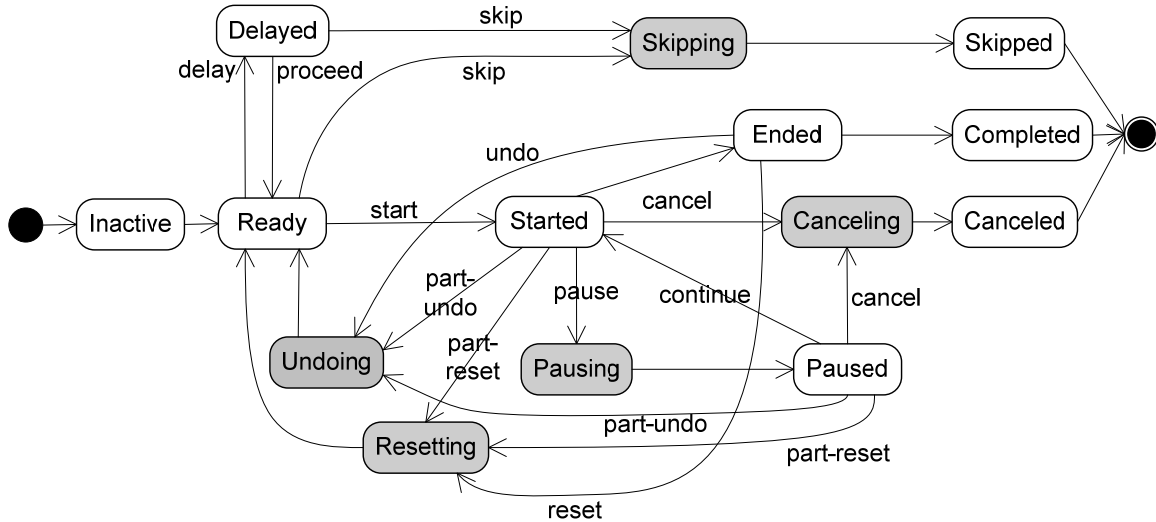 Delayed
skip
Skipping
Skipped
delay
proceed
skip
Ended
Completed
undo
Inactive
Ready
start
Started
cancel
Canceling
Canceled
part-
undo
pause
continue
cancel
part-
reset
Undoing
Pausing
Paused
part-undo
Resetting
part-reset
reset